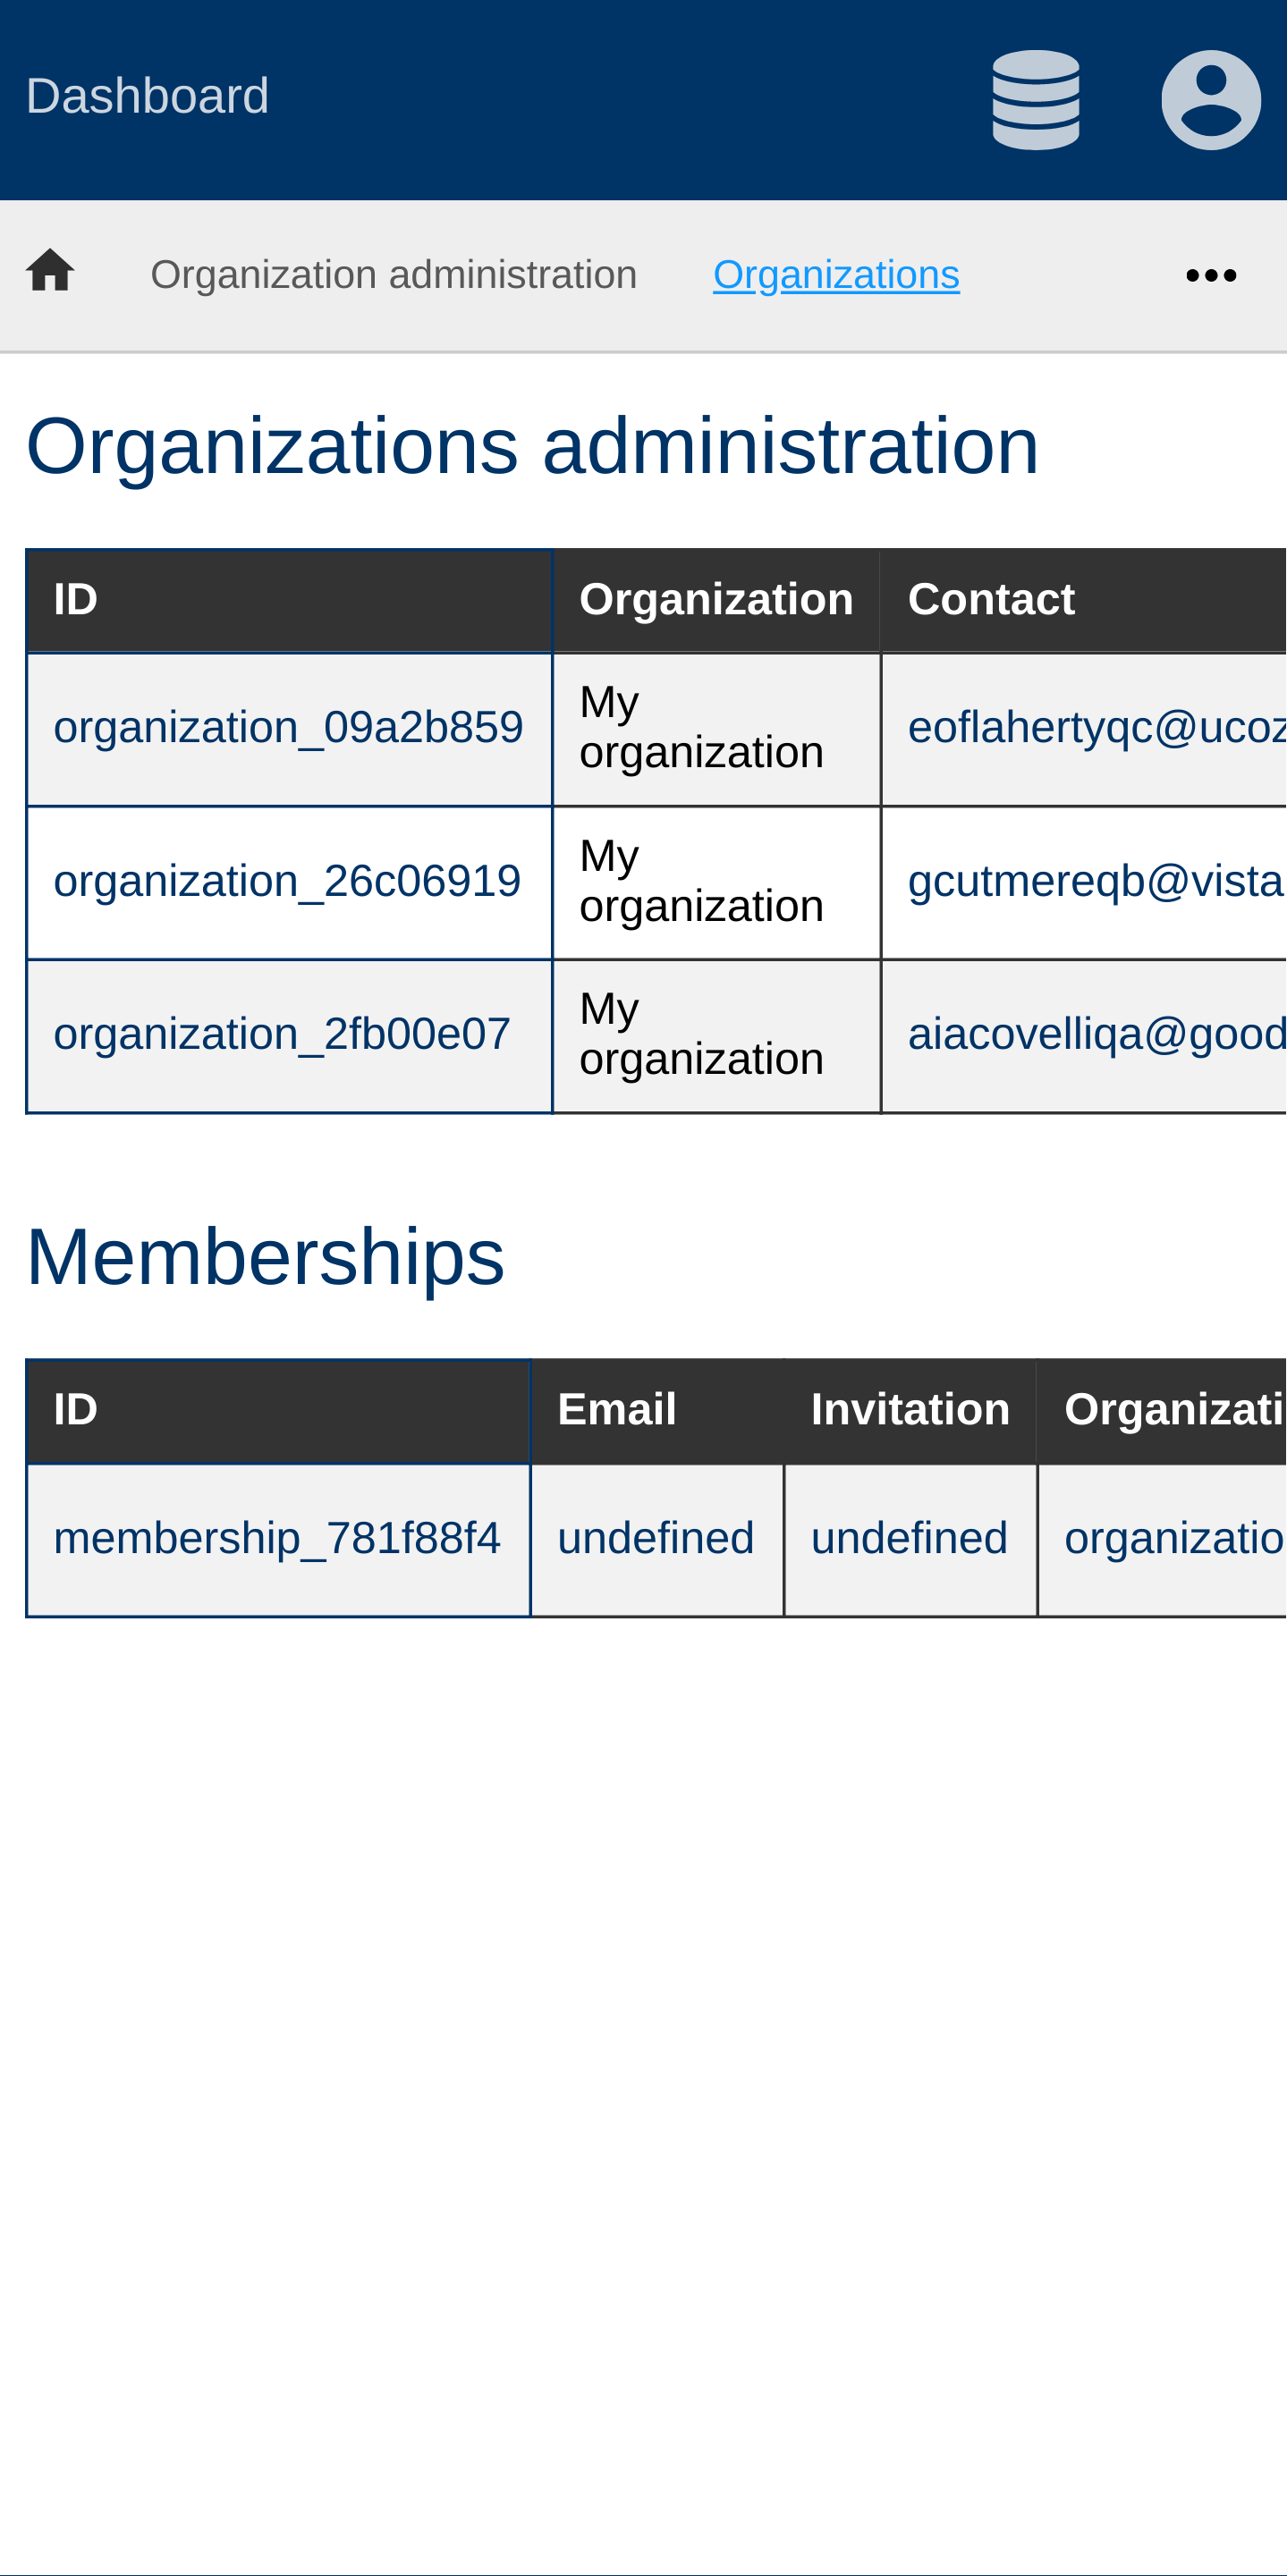 Dashboard
Organization administration Organizations
Organizations administration
ID Organization Contact
organization_09a2b859 My organization eoflahertyqc@ucoz
organization_26c06919 My organization gcutmereqb@vista
organization_2fb00e07 My organization aiacovelliqa@good
Memberships
ID Email Invitation Organizati
membership_781f88f4 undefined undefined organizatio